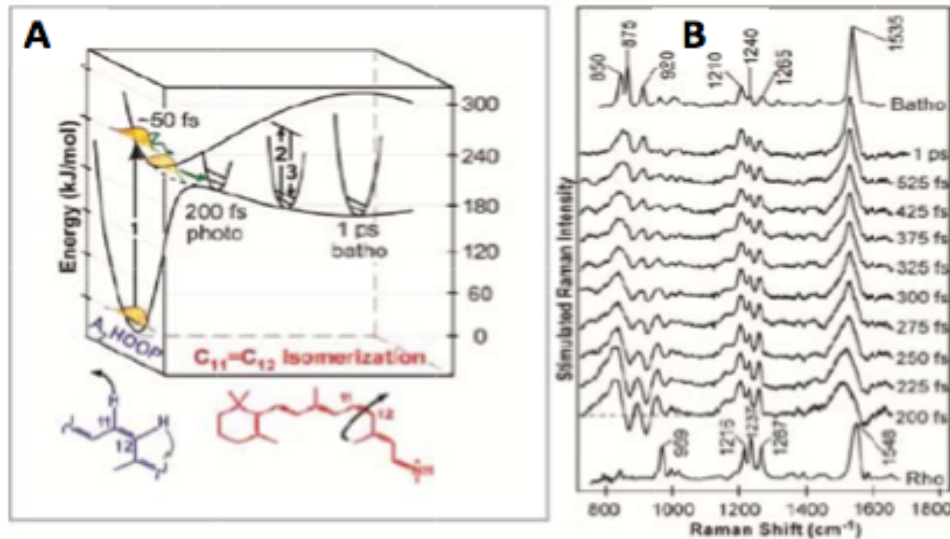 A
~50 fs
1
2
3
200 fs
photo
1 ps
batho
Energy (kJ/mol)
300
240
180
120
60
0
HOOP
C11=C12 Isomerization
H
11
12
H
11
12
B
850
875
920
1210
1240
1265
1535
Batho
1 ps
525 fs
425 fs
375 fs
325 fs
300 fs
275 fs
250 fs
225 fs
200 fs
969
1216
1237
1267
1548
Rho
Stimulated Raman Intensity
800 1000 1200 1400 1600 1800
Raman Shift (cm⁻¹)